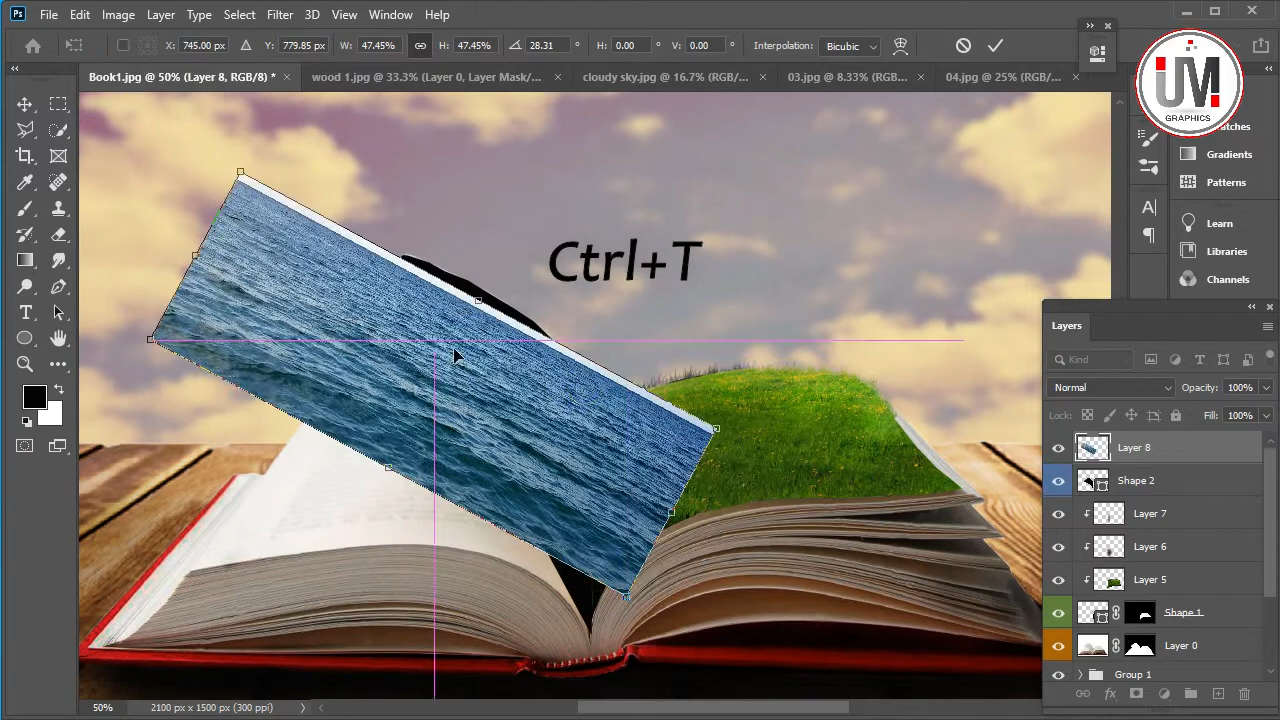 Ps File Edit Image Layer Type Select Filter 3D View Window Help
X: 745.00 px Y: 779.85 px W: 47.45% H: 47.45% 28.31 ° H: 0.00 ° V: 0.00 ° Interpolation: Bicubic
Book1.jpg @ 50% (Layer 8, RGB/8) * × wood 1.jpg @ 33.3% (Layer 0, Layer Mask/... × cloudy sky.jpg @ 16.7% (RGB/... × 03.jpg @ 8.33% (RGB... × 04.jpg @ 25% (RGB/... ×
UM!
GRAPHICS
Gradients
Patterns
Learn
Libraries
Channels
Ctrl+T
Layers
Kind
Normal Opacity: 100%
Lock: Fill: 100%
Layer 8
Shape 2
Layer 7
Layer 6
Layer 5
Shape 1
Layer 0
Group 1
50% 2100 px x 1500 px (300 ppi)